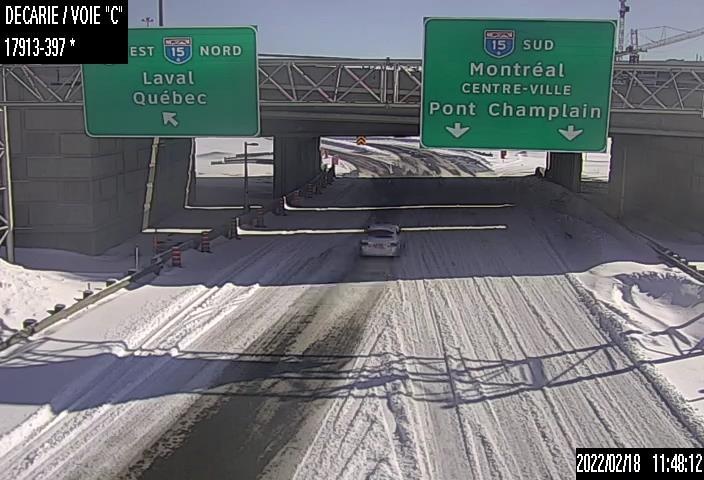 DECARIE / VOIE "C"
17913-397 *
EST 15 NORD
Laval
Québec
15 SUD
Montréal
CENTRE-VILLE
Pont Champlain
2022/02/18 11:48:12